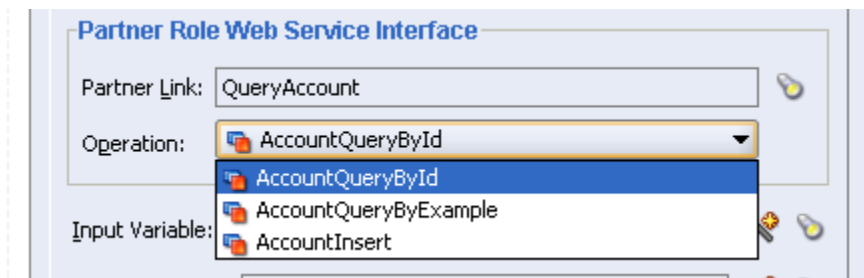 Partner Role Web Service Interface
Partner Link: QueryAccount
Operation: AccountQueryById
AccountQueryById
AccountQueryByExample
Input Variable:
AccountInsert